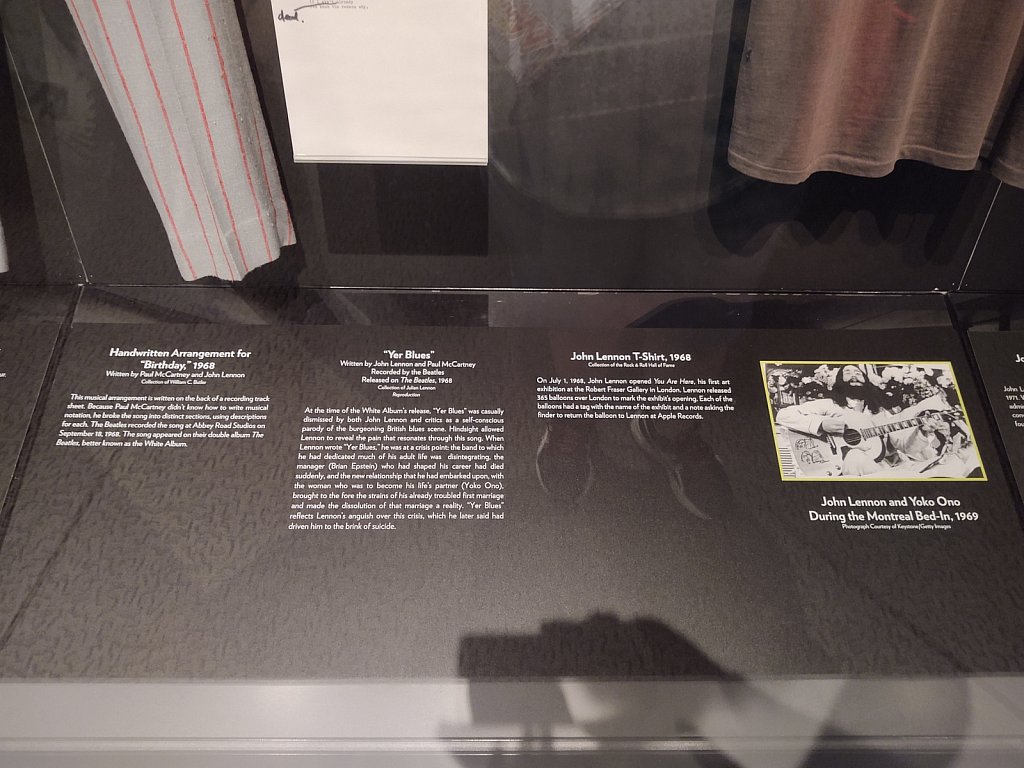 dead.
Handwritten Arrangement for
"Birthday," 1968
Written by Paul McCartney and John Lennon
Collection of William C. Butler
This musical arrangement is written on the back of a recording track
sheet. Because Paul McCartney didn't know how to write musical
notation, he broke the song into distinct sections, using descriptions
for each. The Beatles recorded the song at Abbey Road Studios on
September 18, 1968. The song appeared on their double album The
Beatles, better known as the White Album.
"Yer Blues"
Written by John Lennon and Paul McCartney
Recorded by the Beatles
Released on The Beatles, 1968
Collection of Julian Lennon
Reproduction
At the time of the White Album's release, "Yer Blues" was casually
dismissed by both John Lennon and critics as a self-conscious
parody of the burgeoning British blues scene. Hindsight allowed
Lennon to reveal the pain that resonates through this song. When
Lennon wrote "Yer Blues," he was at a crisis point: the band to which
he had dedicated much of his adult life was disintegrating, the
manager (Brian Epstein) who had shaped his career had died
suddenly, and the new relationship that he had embarked upon, with
the woman who was to become his life's partner (Yoko Ono),
brought to the fore the strains of his already troubled first marriage
and made the dissolution of that marriage a reality. "Yer Blues"
reflects Lennon's anguish over this crisis, which he later said had
driven him to the brink of suicide.
John Lennon T-Shirt, 1968
Collection of the Rock & Roll Hall of Fame
On July 1, 1968, John Lennon opened You Are Here, his first art
exhibition at the Robert Fraser Gallery in London. Lennon released
365 balloons over London to mark the exhibit's opening. Each of the
balloons had a tag with the name of the exhibit and a note asking the
finder to return the balloon to Lennon at Apple Records.
John Lennon and Yoko Ono
During the Montreal Bed-In, 1969
Photograph Courtesy of Keystone/Getty Images